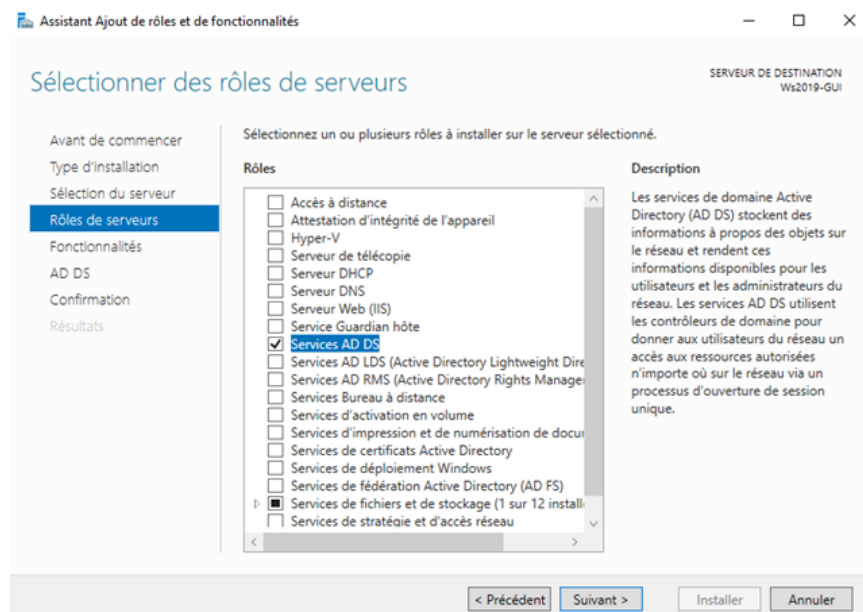 Assistant Ajout de rôles et de fonctionnalités
Sélectionner des rôles de serveurs
SERVEUR DE DESTINATION
Ws2019-GUI
Avant de commencer
Type d'installation
Sélection du serveur
Rôles de serveurs
Fonctionnalités
AD DS
Confirmation
Résultats
Sélectionnez un ou plusieurs rôles à installer sur le serveur sélectionné.
Rôles
Accès à distance
Attestation d'intégrité de l'appareil
Hyper-V
Serveur de télécopie
Serveur DHCP
Serveur DNS
Serveur Web (IIS)
Service Guardian hôte
Services AD DS
Services AD LDS (Active Directory Lightweight Dire
Services AD RMS (Active Directory Rights Manage
Services Bureau à distance
Services d'activation en volume
Services d'impression et de numérisation de docu
Services de certificats Active Directory
Services de déploiement Windows
Services de fédération Active Directory (AD FS)
Services de fichiers et de stockage (1 sur 12 install
Services de stratégie et d'accès réseau
Description
Les services de domaine Active
Directory (AD DS) stockent des
informations à propos des objets sur
le réseau et rendent ces
informations disponibles pour les
utilisateurs et les administrateurs du
réseau. Les services AD DS utilisent
les contrôleurs de domaine pour
donner aux utilisateurs du réseau un
accès aux ressources autorisées
n'importe où sur le réseau via un
processus d'ouverture de session
unique.
< Précédent
Suivant >
Installer
Annuler